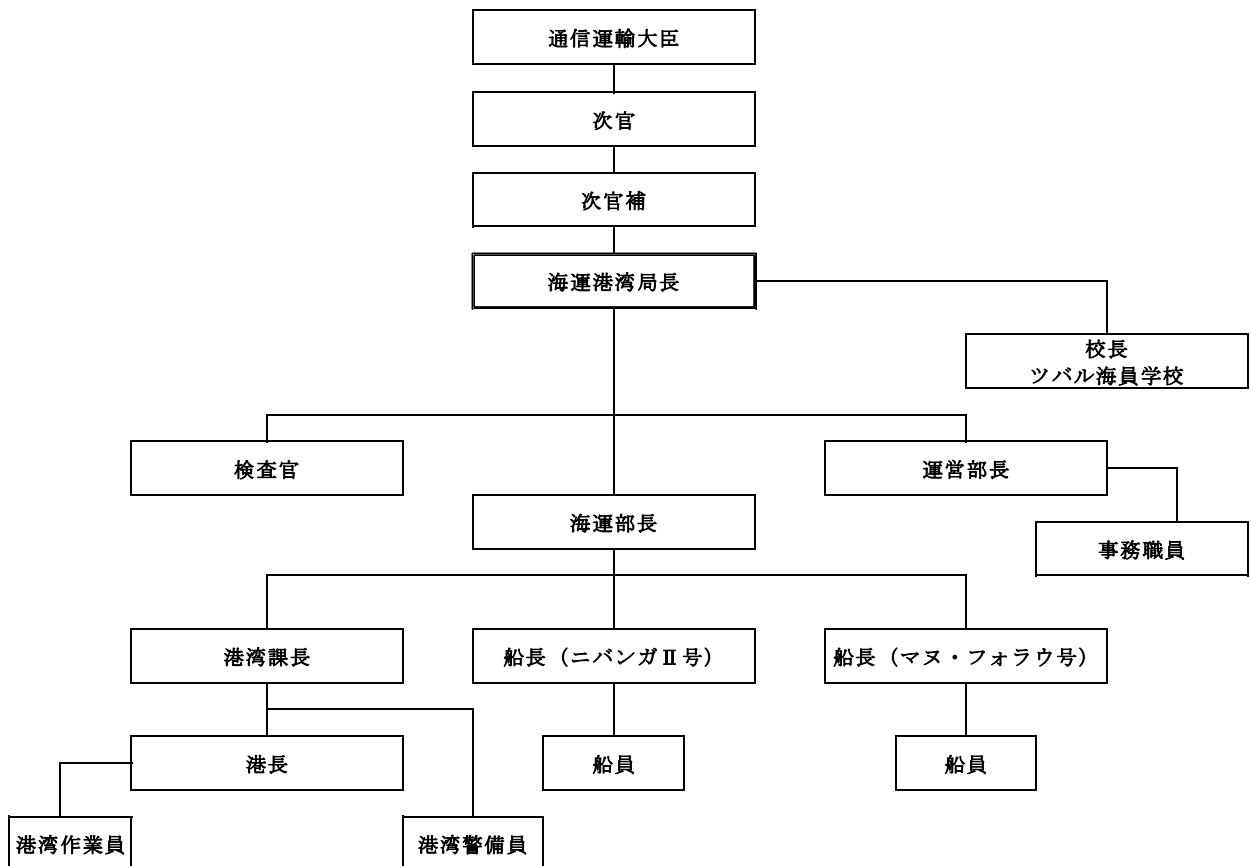 通信運輸大臣
次官
次官補
海運港湾局長
校長
ツバル海員学校
検査官
運営部長
海運部長
事務職員
港湾課長
船長（ニバンガⅡ号）
船長（マヌ・フォラウ号）
港長
船員
船員
港湾作業員
港湾警備員